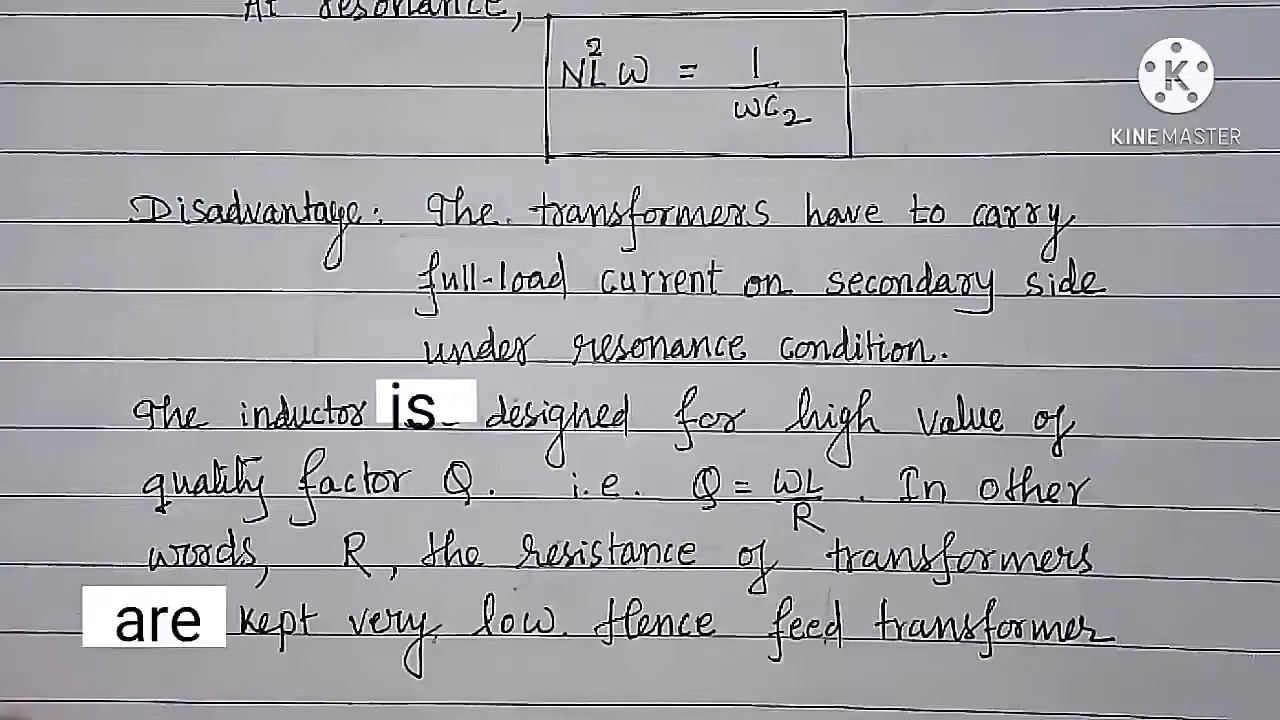 At resonance,
N²Lω = 1/ωC₂
KINEMASTER
Disadvantage: The transformers have to carry
full-load current on secondary side
under resonance condition.
The inductor is designed for high value of
quality factor Q. i.e. Q = ωL/R. In other
words, R, the resistance of transformers
are kept very low. Hence feed transformer